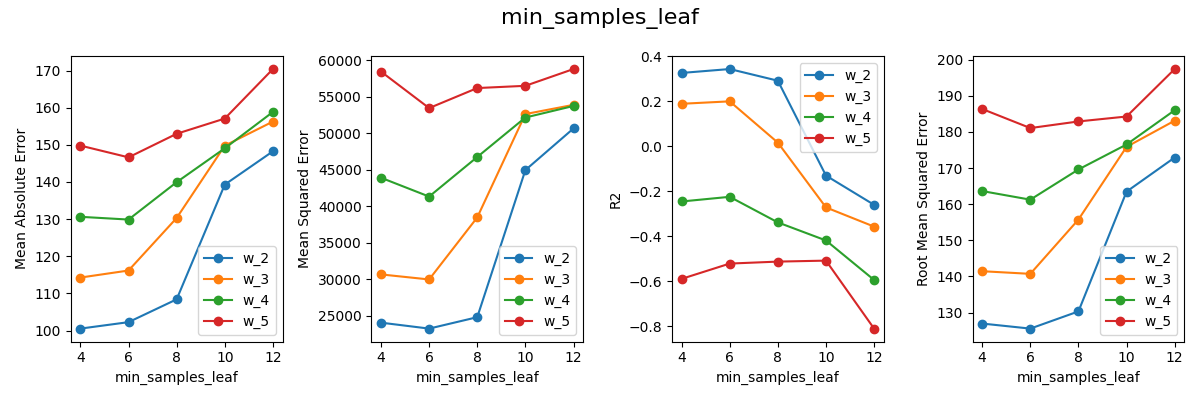 min_samples_leaf
Mean Absolute Error
170
160
150
140
130
120
110
100
4 6 8 10 12
min_samples_leaf
w_2
w_3
w_4
w_5
Mean Squared Error
60000
55000
50000
45000
40000
35000
30000
25000
4 6 8 10 12
min_samples_leaf
w_2
w_3
w_4
w_5
R2
0.4
0.2
0.0
−0.2
−0.4
−0.6
−0.8
4 6 8 10 12
min_samples_leaf
w_2
w_3
w_4
w_5
Root Mean Squared Error
200
190
180
170
160
150
140
130
4 6 8 10 12
min_samples_leaf
w_2
w_3
w_4
w_5